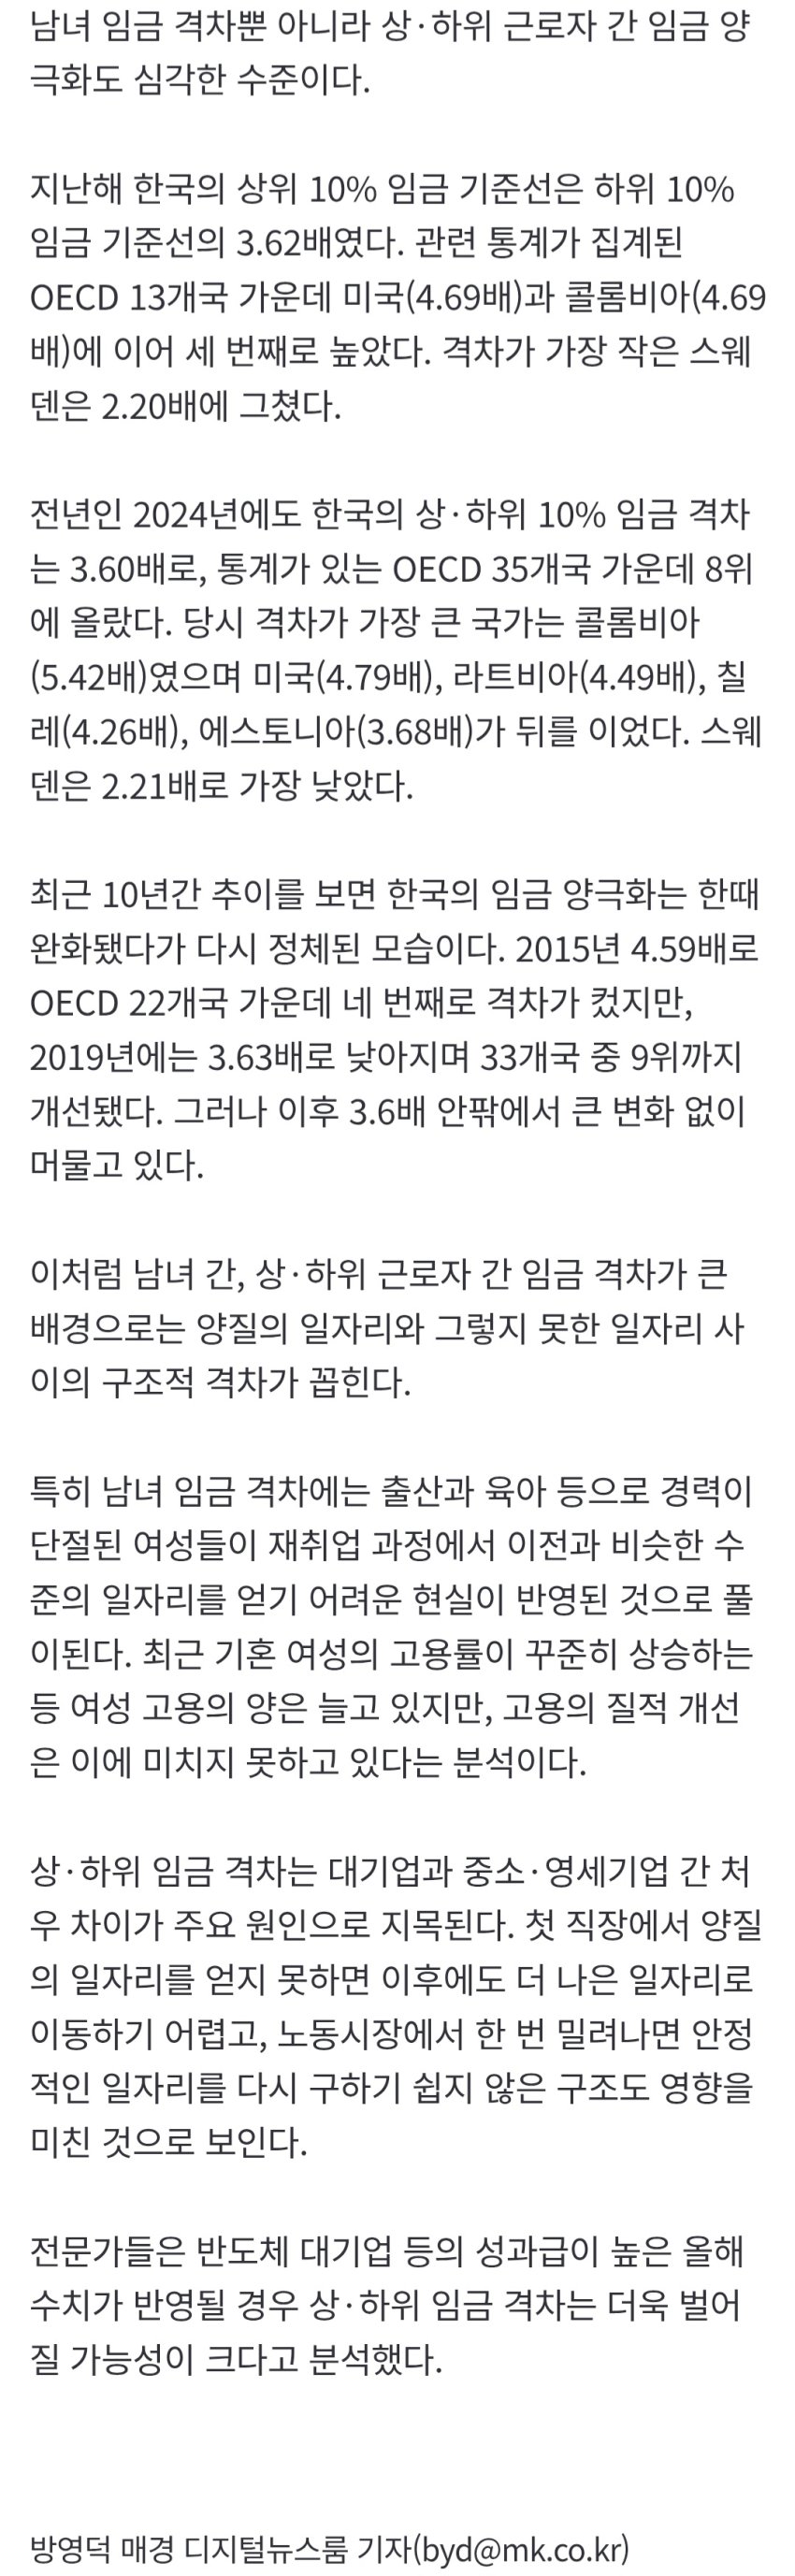 남녀 임금 격차뿐 아니라 상·하위 근로자 간 임금 양
극화도 심각한 수준이다.
지난해 한국의 상위 10% 임금 기준선은 하위 10%
임금 기준선의 3.62배였다. 관련 통계가 집계된
OECD 13개국 가운데 미국(4.69배)과 콜롬비아(4.69
배)에 이어 세 번째로 높았다. 격차가 가장 작은 스웨
덴은 2.20배에 그쳤다.
전년인 2024년에도 한국의 상·하위 10% 임금 격차
는 3.60배로, 통계가 있는 OECD 35개국 가운데 8위
에 올랐다. 당시 격차가 가장 큰 국가는 콜롬비아
(5.42배)였으며 미국(4.79배), 라트비아(4.49배), 칠
레(4.26배), 에스토니아(3.68배)가 뒤를 이었다. 스웨
덴은 2.21배로 가장 낮았다.
최근 10년간 추이를 보면 한국의 임금 양극화는 한때
완화됐다가 다시 정체된 모습이다. 2015년 4.59배로
OECD 22개국 가운데 네 번째로 격차가 컸지만,
2019년에는 3.63배로 낮아지며 33개국 중 9위까지
개선됐다. 그러나 이후 3.6배 안팎에서 큰 변화 없이
머물고 있다.
이처럼 남녀 간, 상·하위 근로자 간 임금 격차가 큰
배경으로는 양질의 일자리와 그렇지 못한 일자리 사
이의 구조적 격차가 꼽힌다.
특히 남녀 임금 격차에는 출산과 육아 등으로 경력이
단절된 여성들이 재취업 과정에서 이전과 비슷한 수
준의 일자리를 얻기 어려운 현실이 반영된 것으로 풀
이된다. 최근 기혼 여성의 고용률이 꾸준히 상승하는
등 여성 고용의 양은 늘고 있지만, 고용의 질적 개선
은 이에 미치지 못하고 있다는 분석이다.
상·하위 임금 격차는 대기업과 중소·영세기업 간 처
우 차이가 주요 원인으로 지목된다. 첫 직장에서 양질
의 일자리를 얻지 못하면 이후에도 더 나은 일자리로
이동하기 어렵고, 노동시장에서 한 번 밀려나면 안정
적인 일자리를 다시 구하기 쉽지 않은 구조도 영향을
미친 것으로 보인다.
전문가들은 반도체 대기업 등의 성과급이 높은 올해
수치가 반영될 경우 상·하위 임금 격차는 더욱 벌어
질 가능성이 크다고 분석했다.
방영덕 매경 디지털뉴스룸 기자(byd@mk.co.kr)